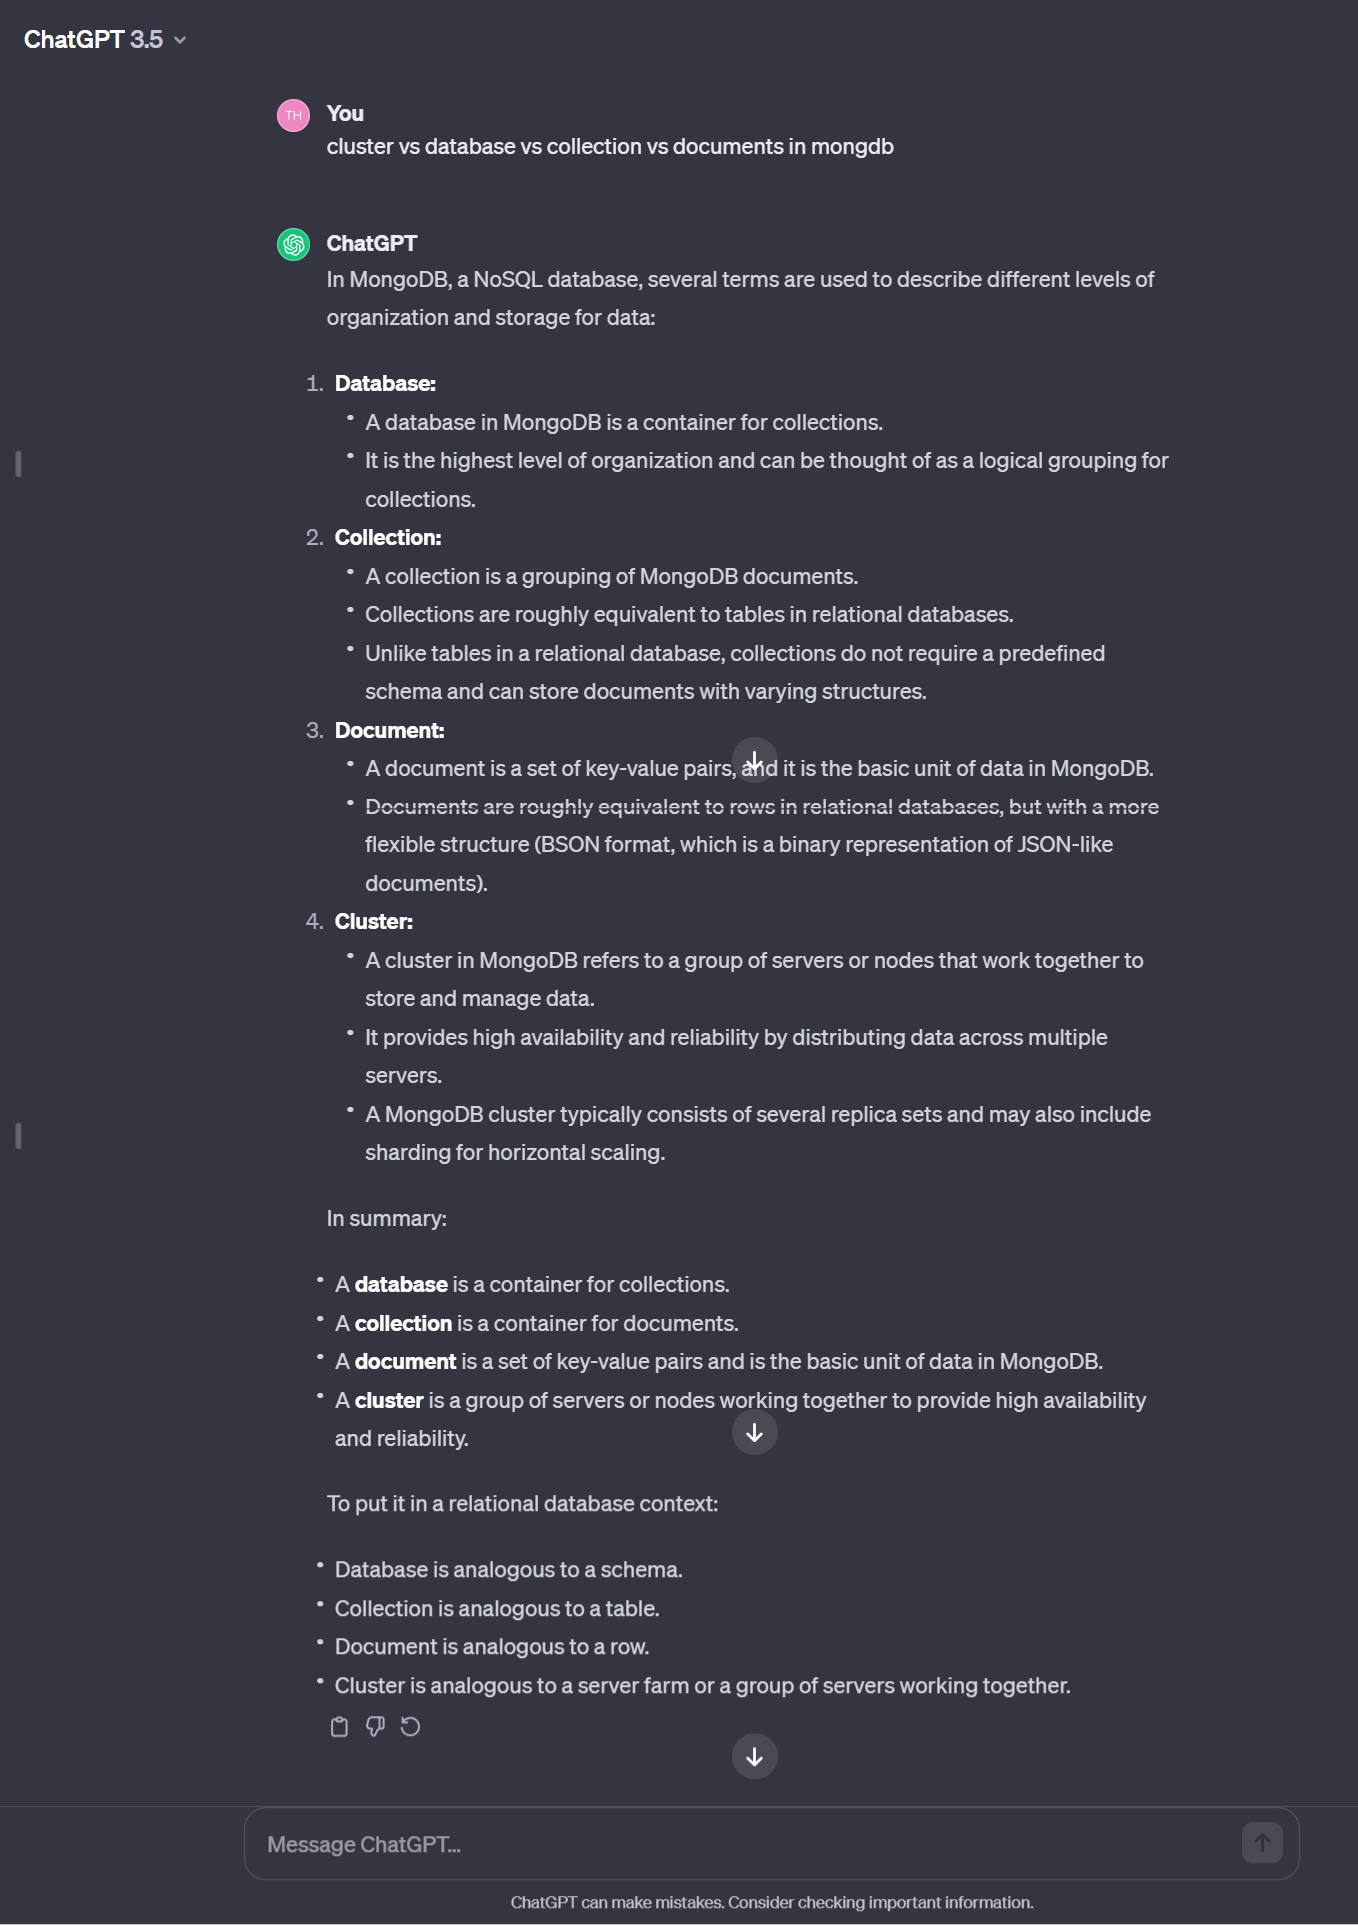 ChatGPT 3.5
TH
You
cluster vs database vs collection vs documents in mongdb
ChatGPT
In MongoDB, a NoSQL database, several terms are used to describe different levels of
organization and storage for data:
1. Database:
• A database in MongoDB is a container for collections.
• It is the highest level of organization and can be thought of as a logical grouping for
collections.
2. Collection:
• A collection is a grouping of MongoDB documents.
• Collections are roughly equivalent to tables in relational databases.
• Unlike tables in a relational database, collections do not require a predefined
schema and can store documents with varying structures.
3. Document:
• A document is a set of key-value pairs, and it is the basic unit of data in MongoDB.
• Documents are roughly equivalent to rows in relational databases, but with a more
flexible structure (BSON format, which is a binary representation of JSON-like
documents).
4. Cluster:
• A cluster in MongoDB refers to a group of servers or nodes that work together to
store and manage data.
• It provides high availability and reliability by distributing data across multiple
servers.
• A MongoDB cluster typically consists of several replica sets and may also include
sharding for horizontal scaling.
In summary:
• A database is a container for collections.
• A collection is a container for documents.
• A document is a set of key-value pairs and is the basic unit of data in MongoDB.
• A cluster is a group of servers or nodes working together to provide high availability
and reliability.
To put it in a relational database context:
• Database is analogous to a schema.
• Collection is analogous to a table.
• Document is analogous to a row.
• Cluster is analogous to a server farm or a group of servers working together.
Message ChatGPT...
ChatGPT can make mistakes. Consider checking important information.